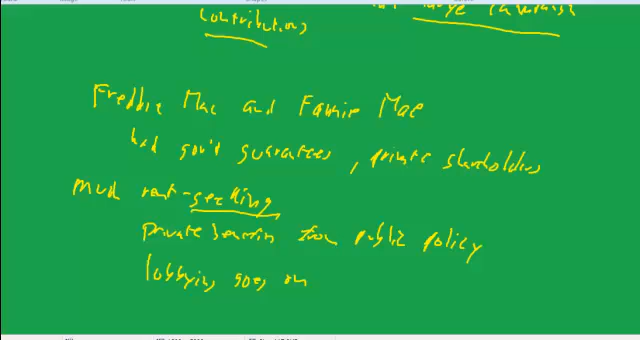 contributions
Freddie Mac and Fannie Mae
had gov't guarantees, private shareholders
much rent-seeking
private benefits from public policy
lobbying goes on